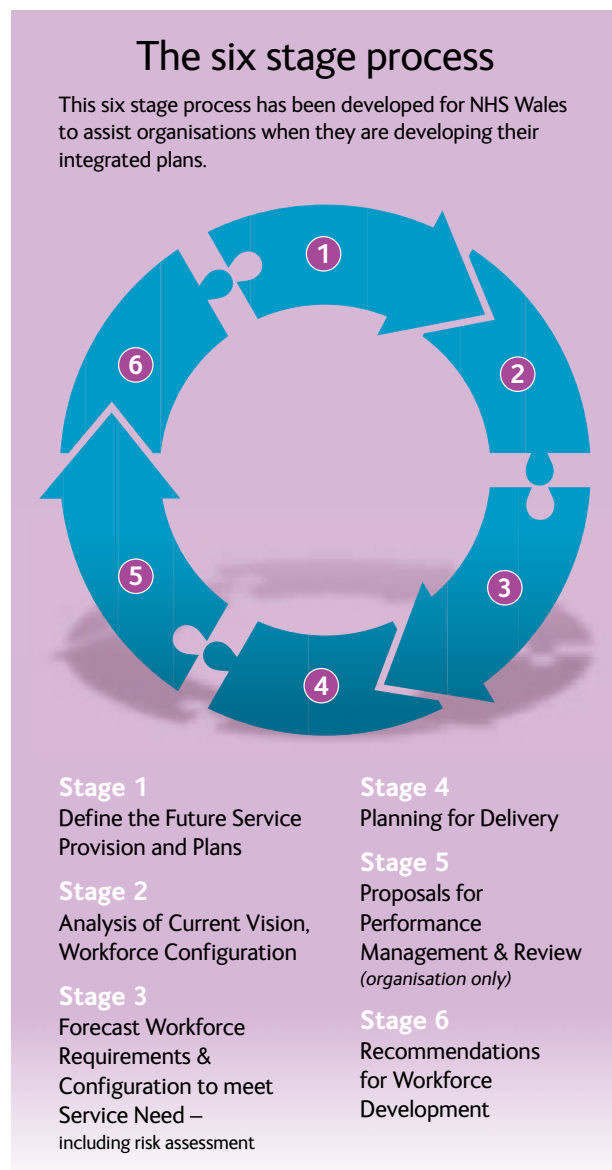 The six stage process
This six stage process has been developed for NHS Wales
to assist organisations when they are developing their
integrated plans.
1
2
3
4
5
6
Stage 1
Define the Future Service
Provision and Plans
Stage 2
Analysis of Current Vision,
Workforce Configuration
Stage 3
Forecast Workforce
Requirements &
Configuration to meet
Service Need –
including risk assessment
Stage 4
Planning for Delivery
Stage 5
Proposals for
Performance
Management & Review
(organisation only)
Stage 6
Recommendations
for Workforce
Development